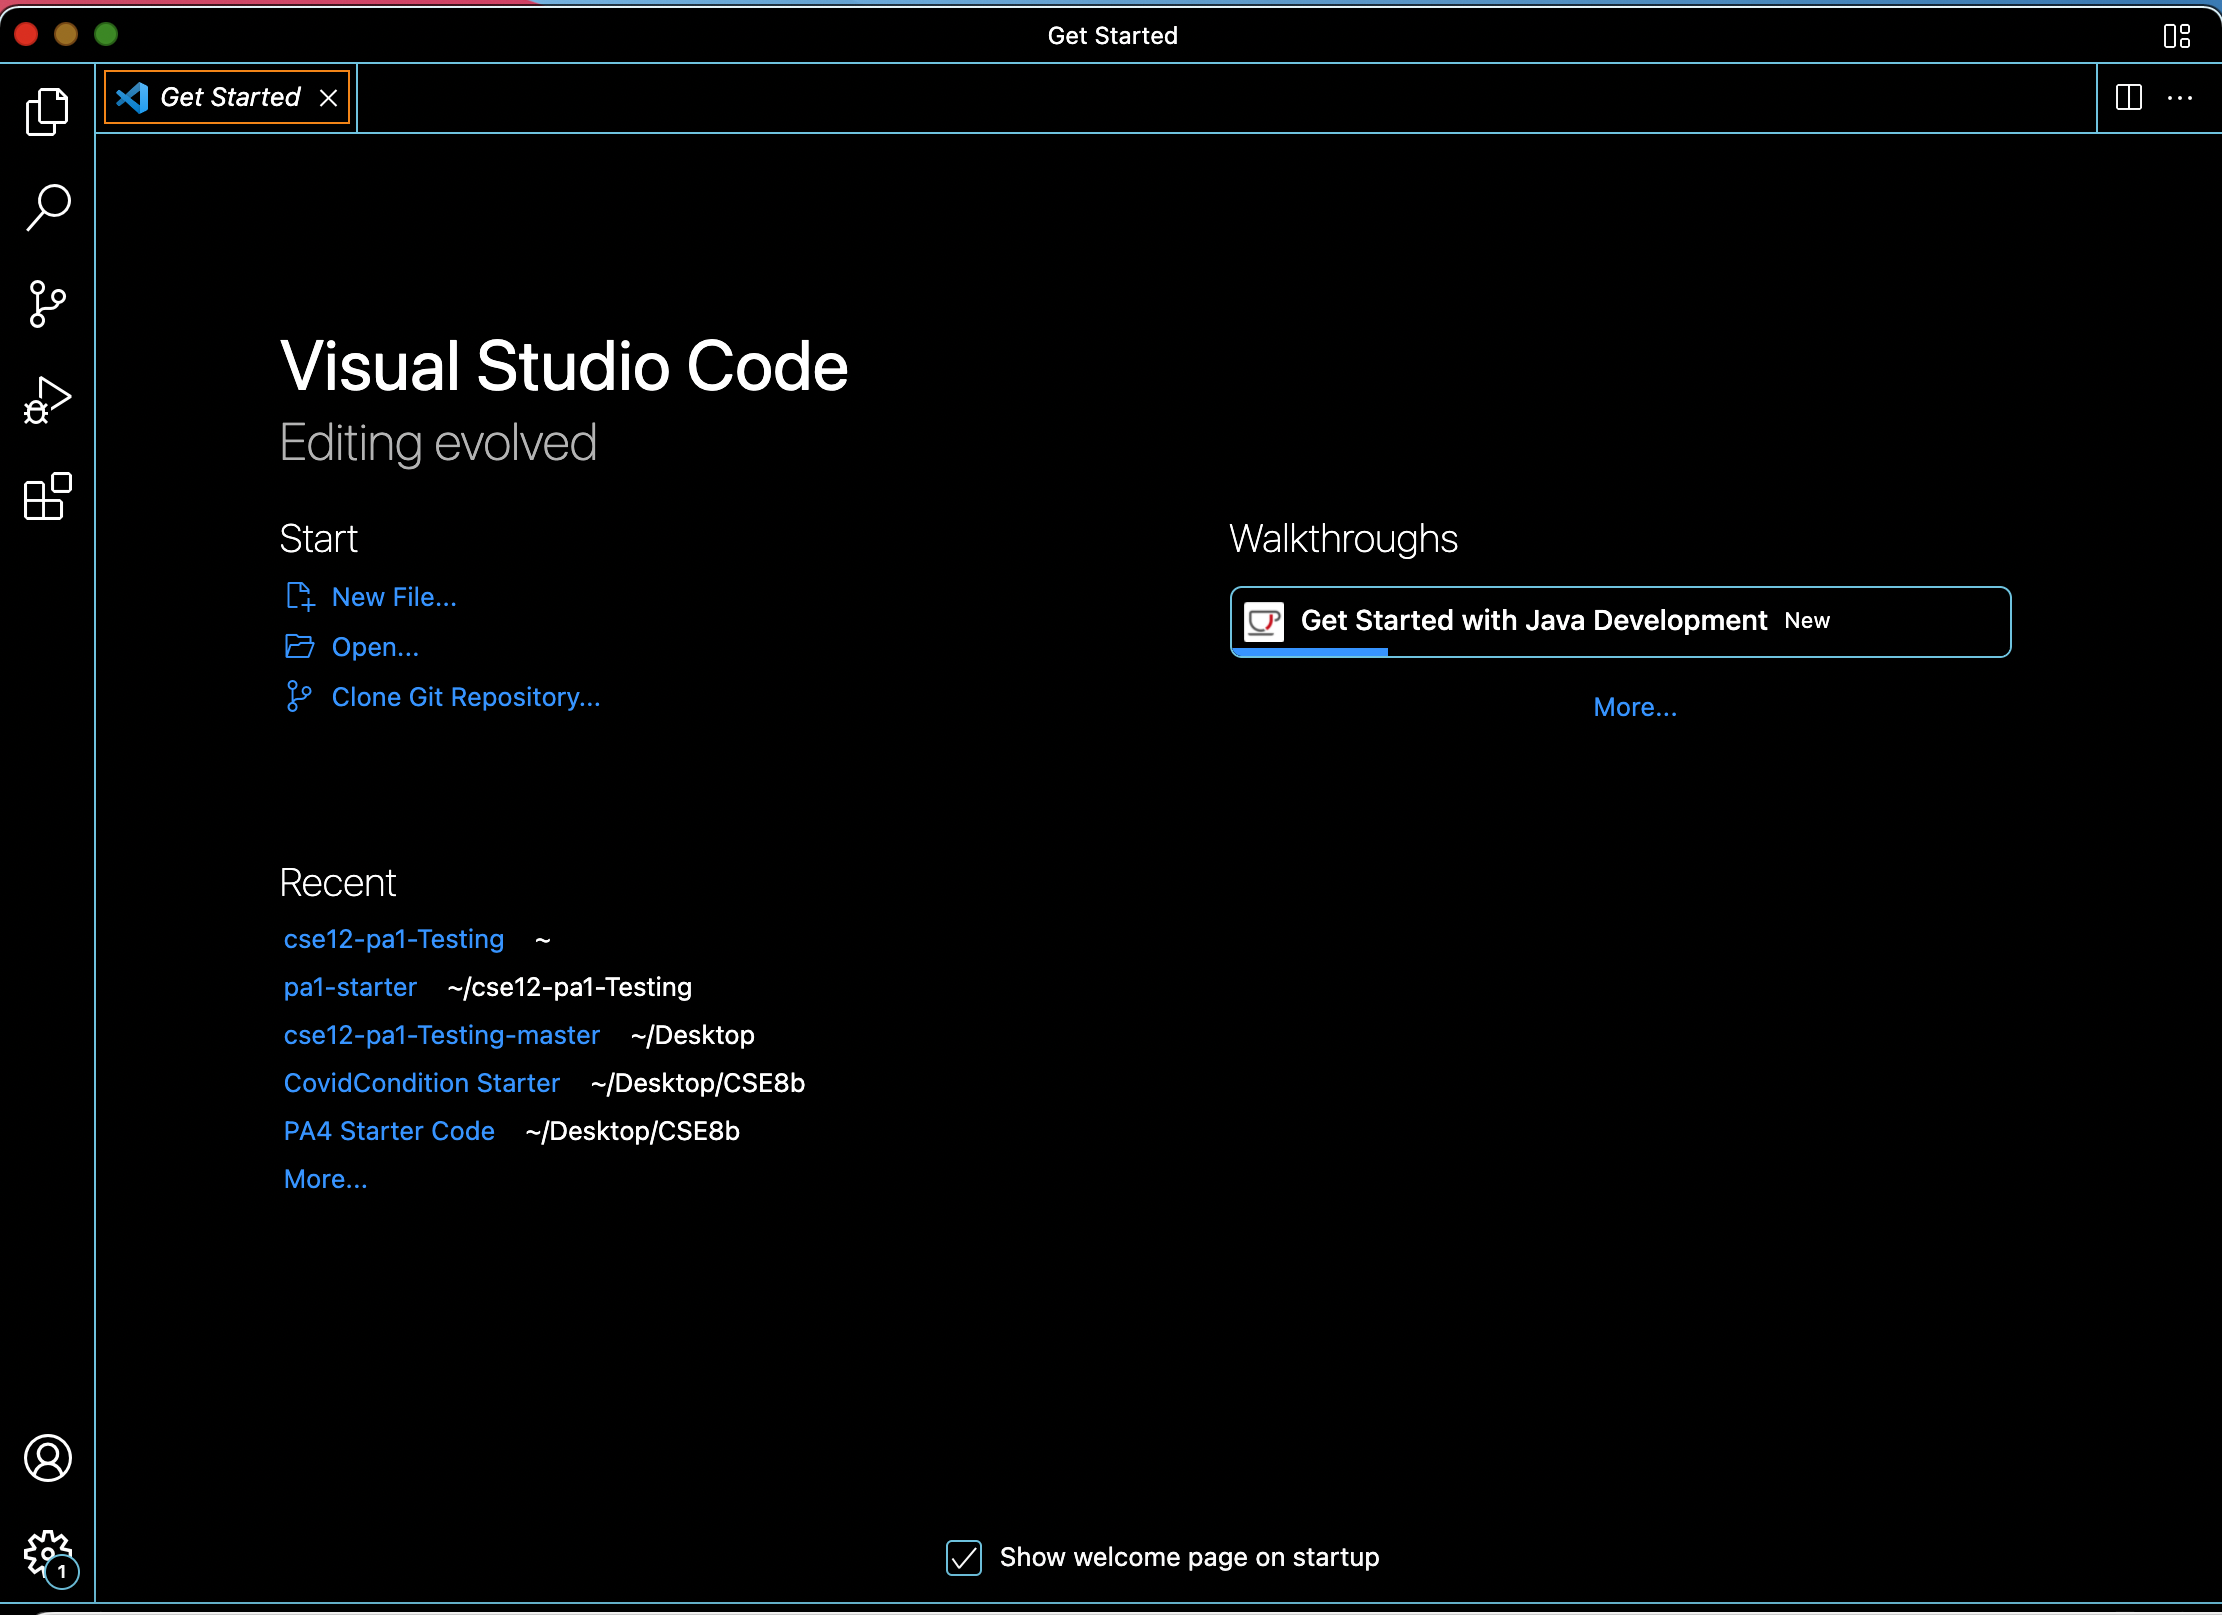 Get Started
Get Started
Visual Studio Code
Editing evolved
Start
New File...
Open...
Clone Git Repository...
Walkthroughs
Get Started with Java Development New
More...
Recent
cse12-pa1-Testing ~
pa1-starter ~/cse12-pa1-Testing
cse12-pa1-Testing-master ~/Desktop
CovidCondition Starter ~/Desktop/CSE8b
PA4 Starter Code ~/Desktop/CSE8b
More...
1
Show welcome page on startup